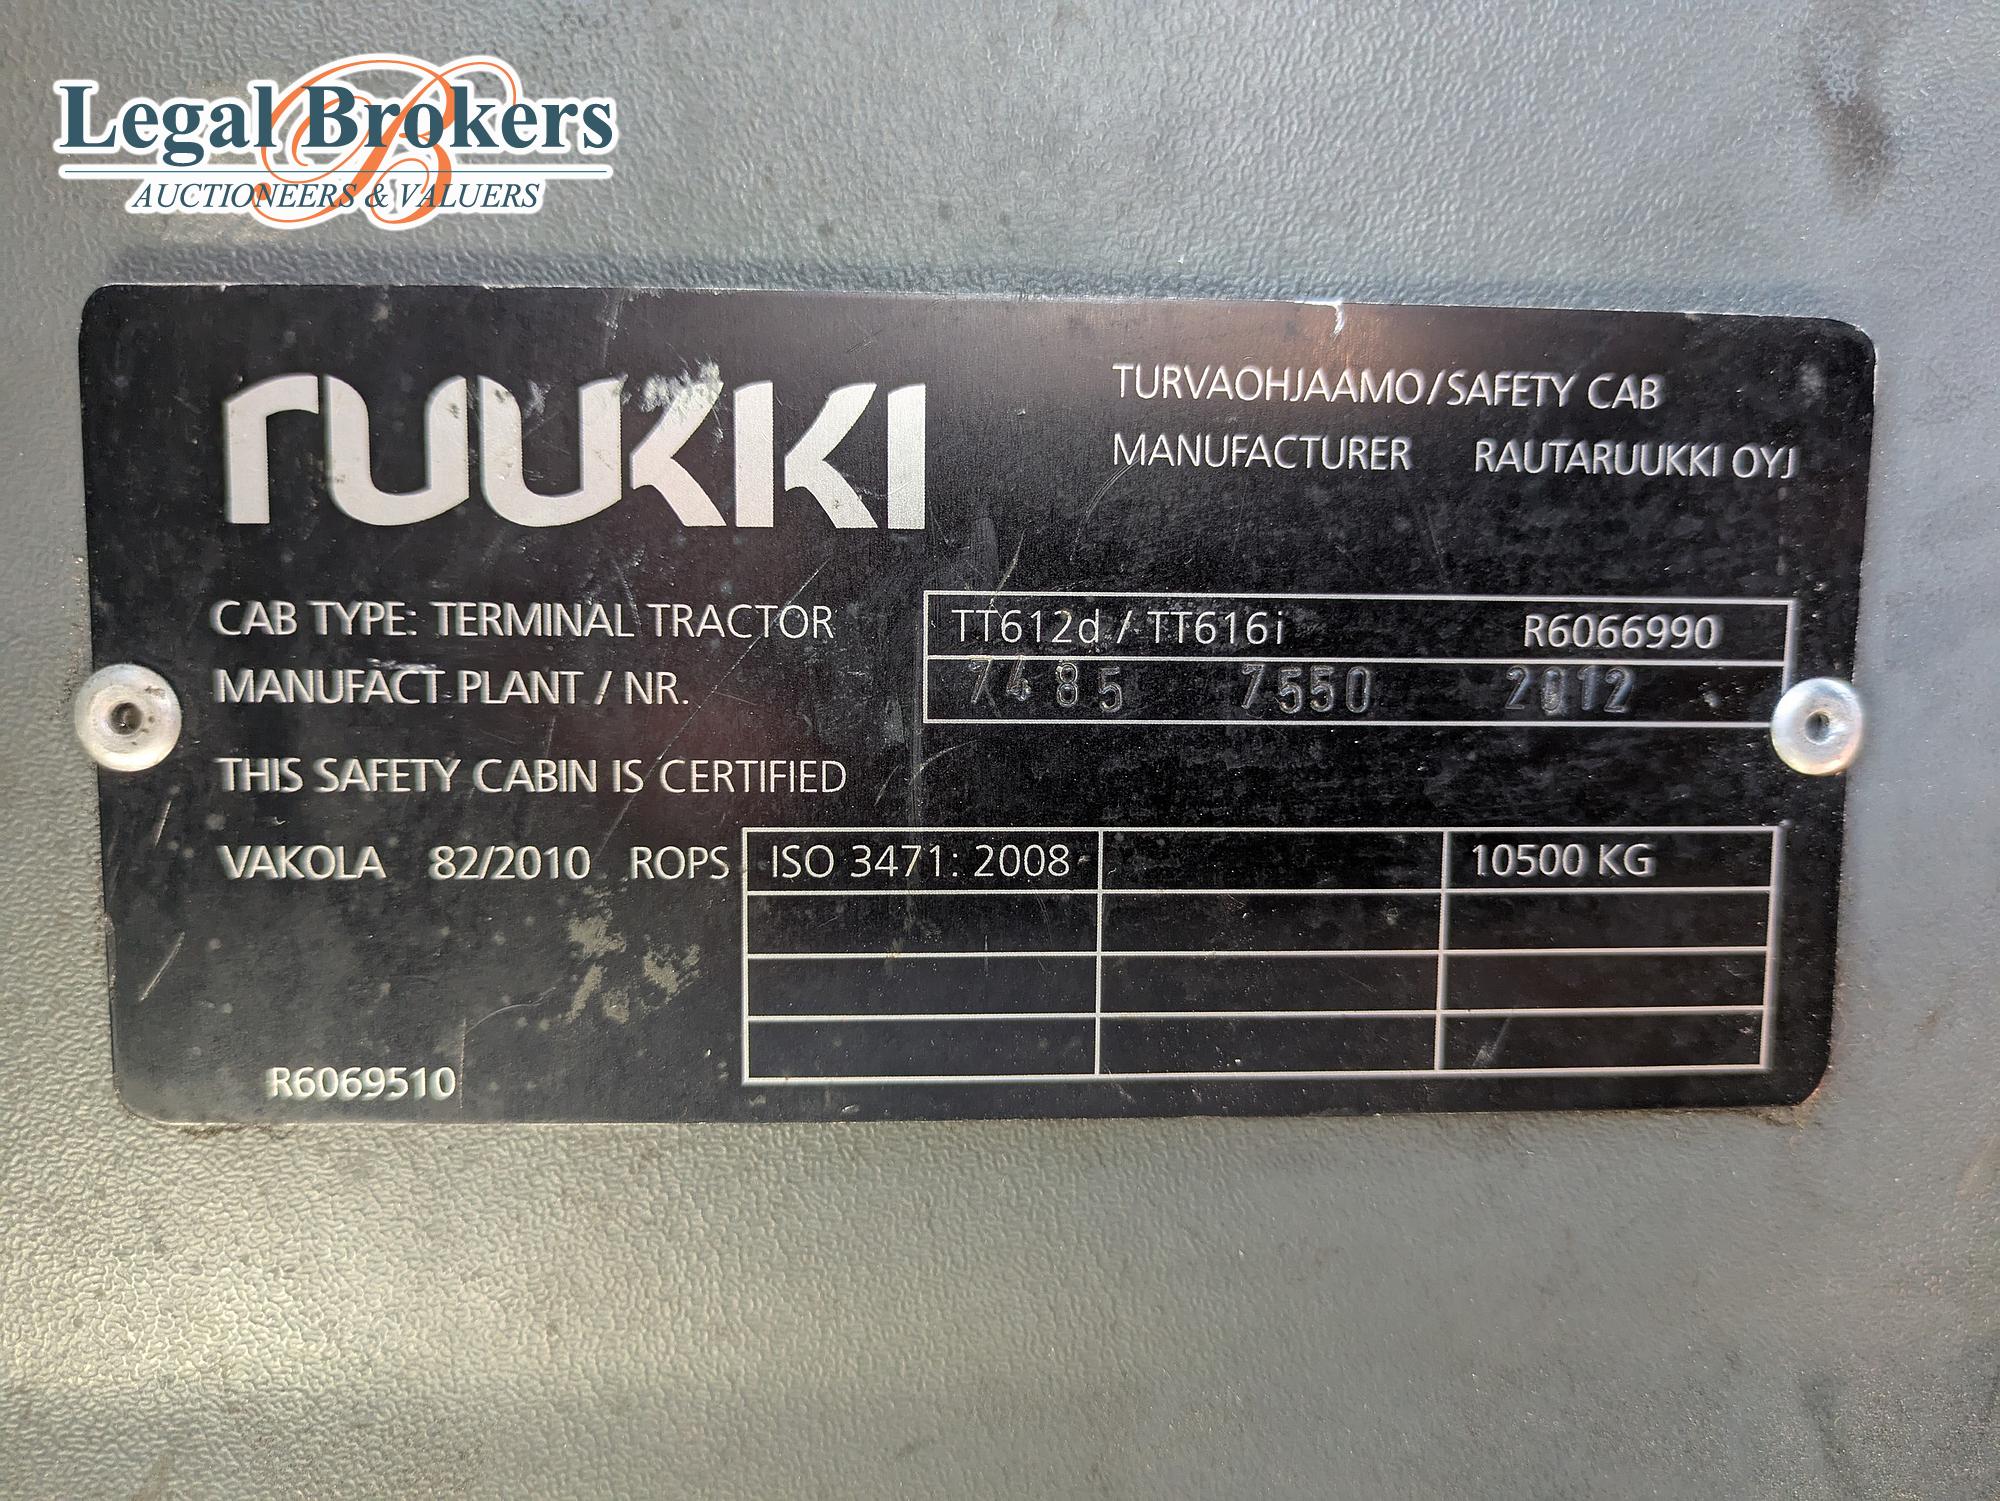 Legal Brokers
AUCTIONEERS & VALUERS
ruukki
TURVAOHJAAMO/SAFETY CAB
MANUFACTURER RAUTARUUKKI OYJ
CAB TYPE: TERMINAL TRACTOR TT612d / TT616i R6066990
MANUFACT PLANT / NR. 7485 7550 2012
THIS SAFETY CABIN IS CERTIFIED
VAKOLA 82/2010 ROPS ISO 3471: 2008 10500 KG
R6069510